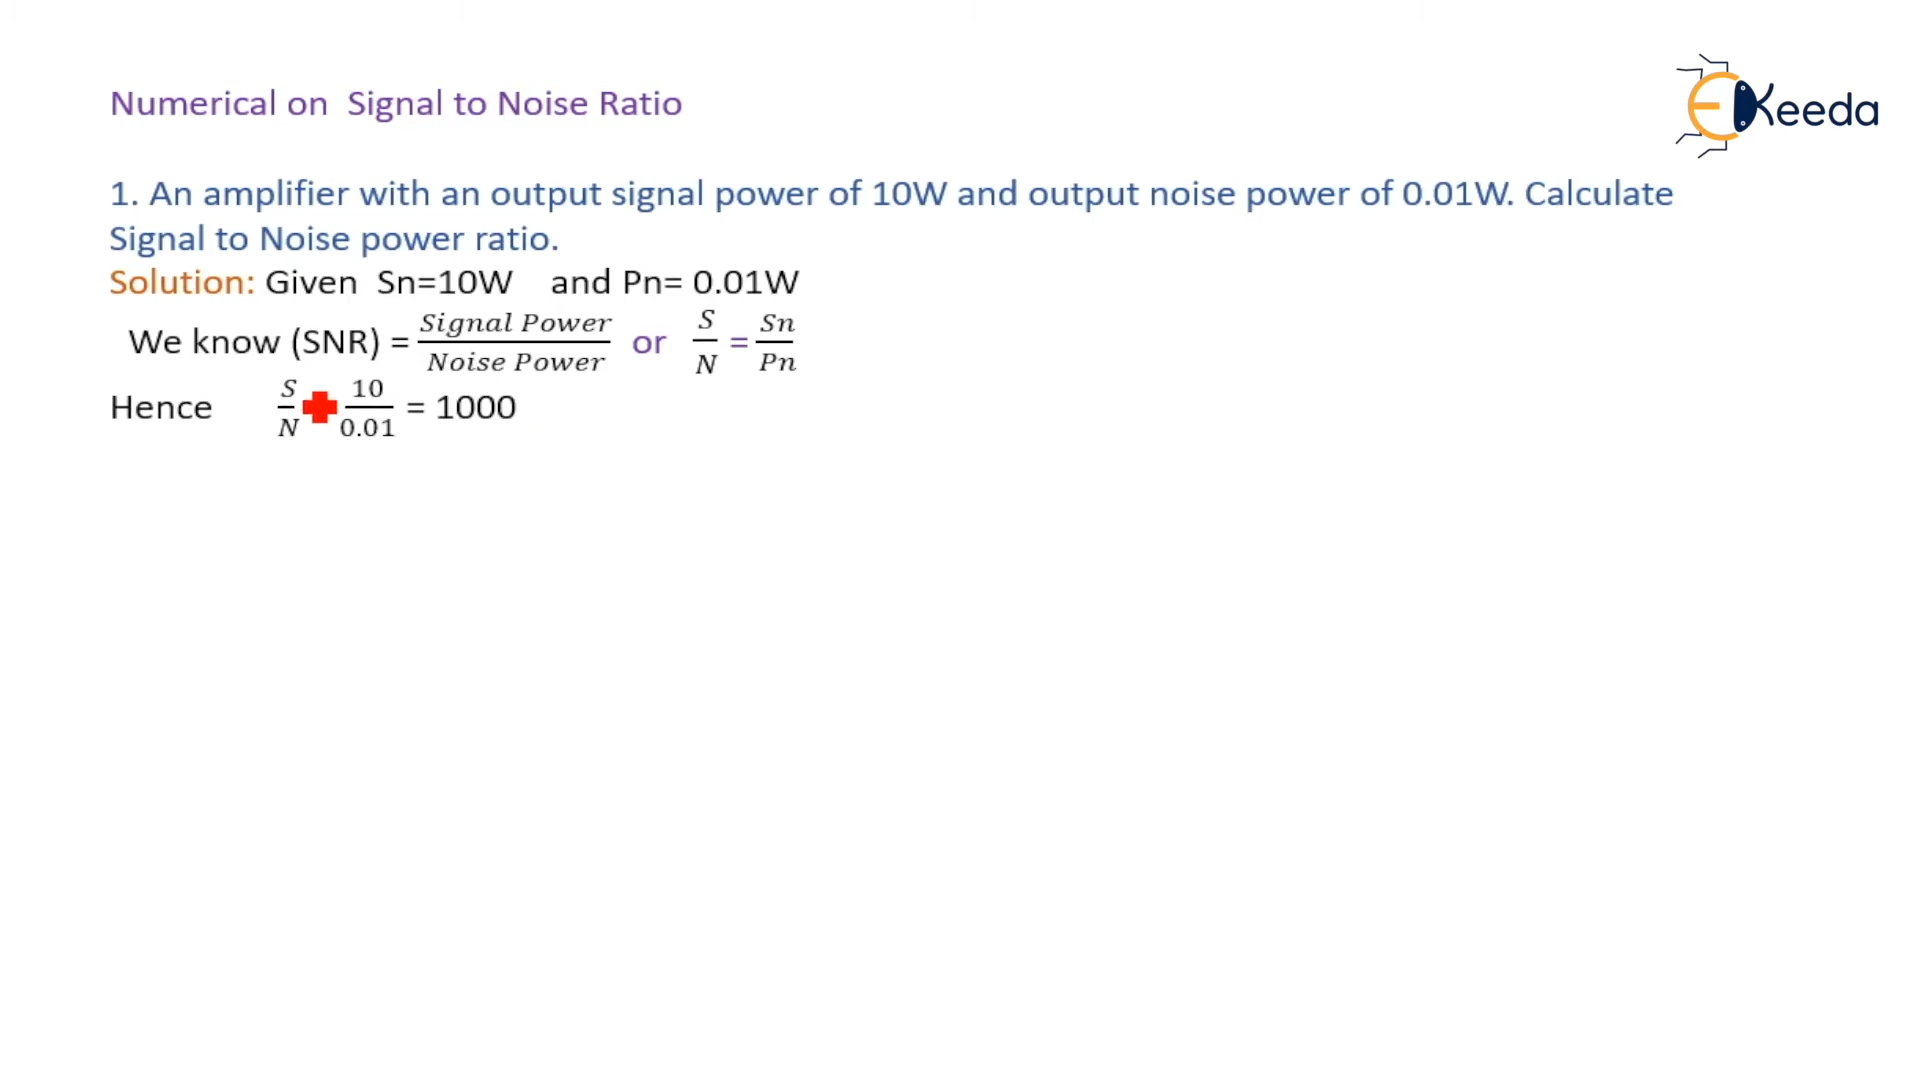 Keeda
Numerical on Signal to Noise Ratio
1. An amplifier with an output signal power of 10W and output noise power of 0.01W. Calculate
Signal to Noise power ratio.
Solution: Given Sn=10W and Pn= 0.01W
We know (SNR) = Signal Power / Noise Power or S/N = Sn/Pn
Hence S/N 10/0.01 = 1000